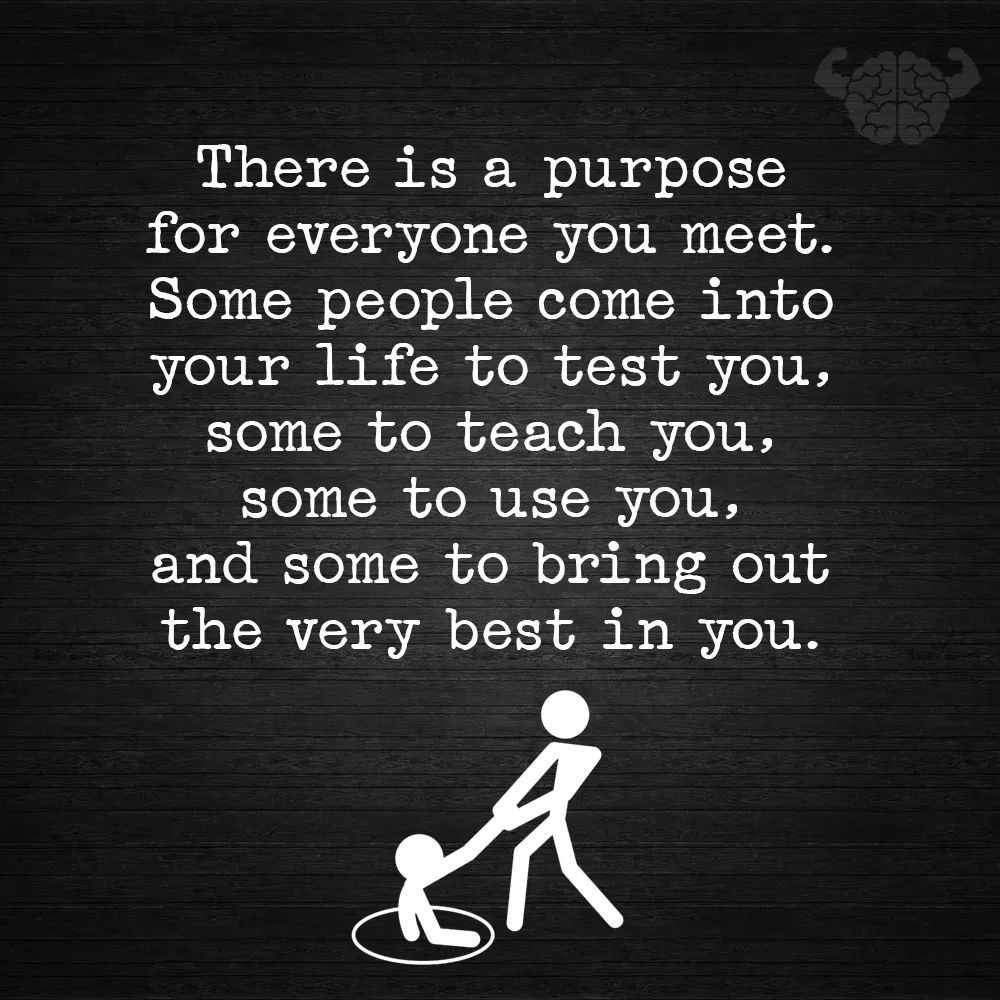 There is a purpose
for everyone you meet.
Some people come into
your life to test you,
some to teach you,
some to use you,
and some to bring out
the very best in you.